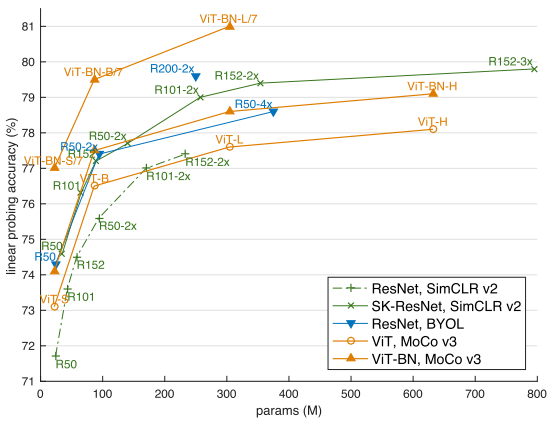 81
80
79
78
77
76
75
74
73
72
71
0
100
200
300
400
500
600
700
800
linear probing accuracy (%)
params (M)
ViT-BN-L/7
ViT-BN-B/7
R200-2x
R152-2x
R152-3x
R101-2x
ViT-BN-H
R50-4x
ViT-H
R50-2x
R50-2x
R152
ViT-L
ViT-BN-S/7
ViT-B
R152-2x
R101-2x
R101
R50-2x
R50
R50
R152
ViT-S
R101
R50
ResNet, SimCLR v2
SK-ResNet, SimCLR v2
ResNet, BYOL
ViT, MoCo v3
ViT-BN, MoCo v3